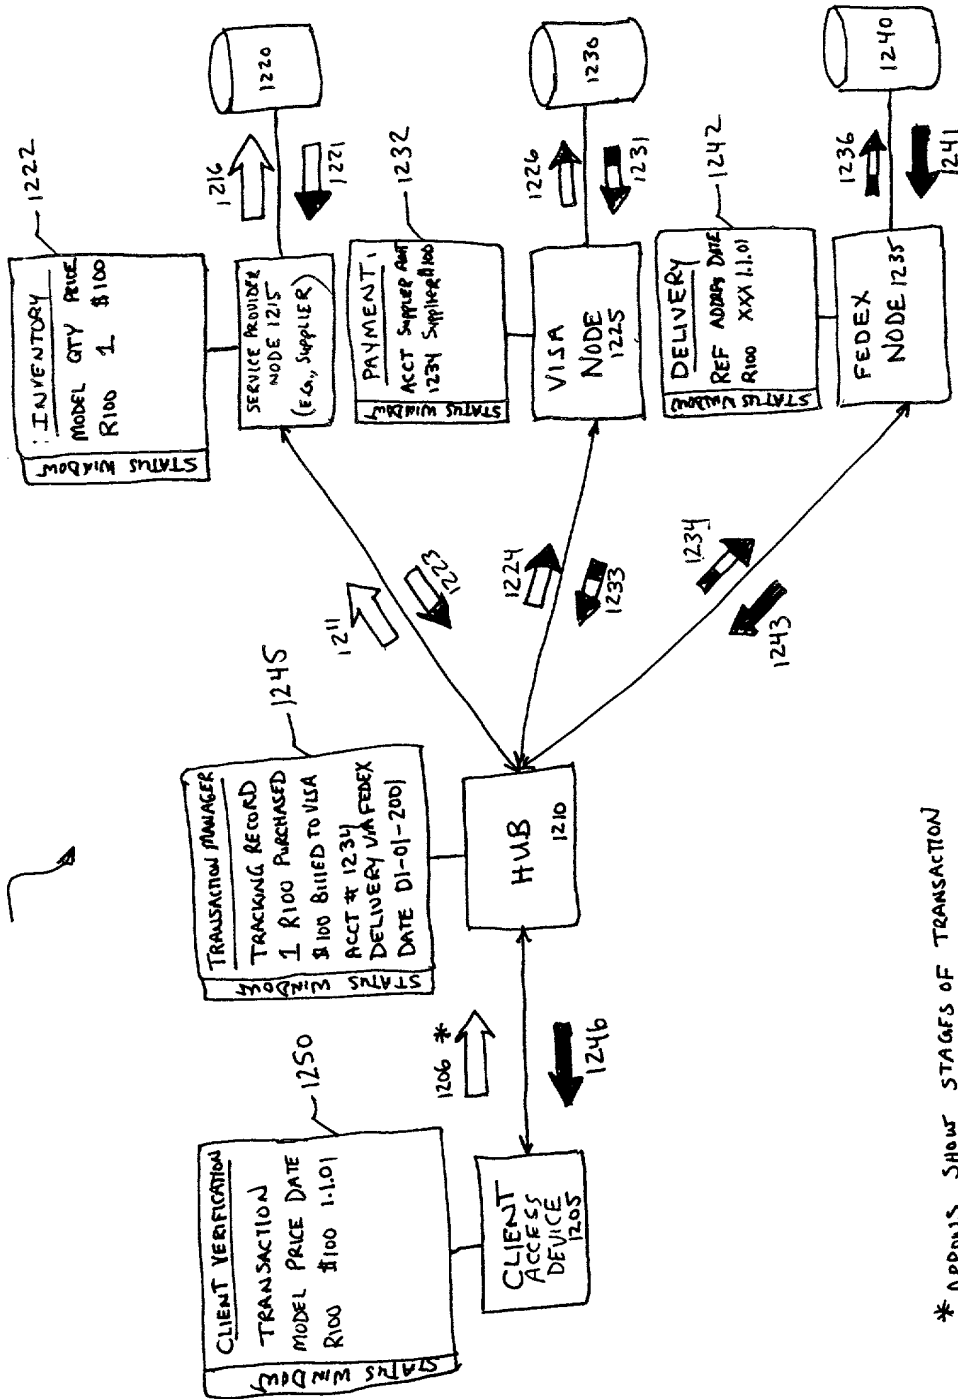 CLIENT VERIFICATION
TRANSACTION
MODEL PRICE DATE
R100 $100 1.1.01
STATUS WINDOW
1250
CLIENT
ACCESS
DEVICE
1205
1206 *
1246
TRANSACTION MANAGER
TRACKING RECORD
1 R100 PURCHASED
$100 BILLED TO VISA
ACCT # 1234
DELIVERY VIA FEDEX
DATE 01-01-2001
STATUS WINDOW
1245
HUB
1210
1211
1223
1224
1233
1234
1243
: INVENTORY
MODEL QTY PRICE
R100 1 $100
STATUS WINDOW
1222
SERVICE PROVIDER
NODE 1215
(E.G., SUPPLIER)
1216
1221
1220
PAYMENT:
ACCT SUPPLIER AMT
1234 SUPPLIER $100
STATUS WINDOW
1232
VISA
NODE
1225
1226
1231
1230
DELIVERY
REF ADDRESS DATE
R100 XXX 1.1.01
STATUS WINDOW
1242
FEDEX
NODE 1235
1236
1241
1240
* ARROWS SHOW STAGES OF TRANSACTION